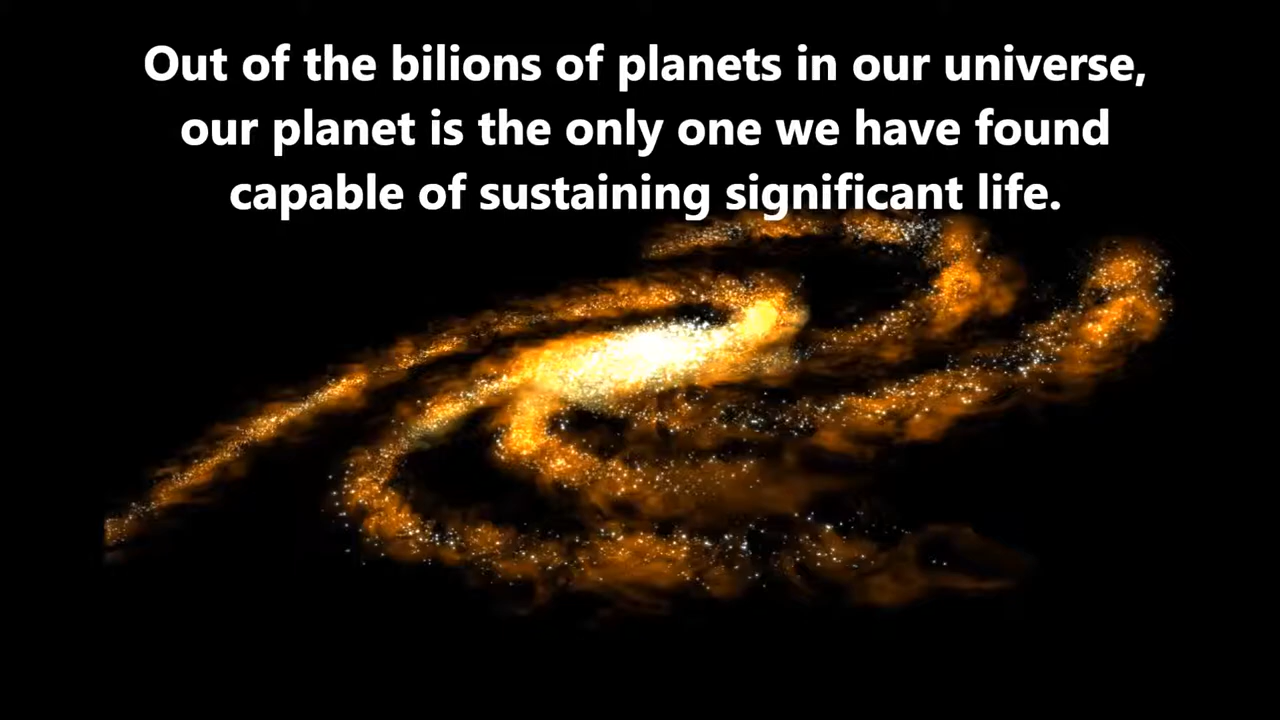 Out of the bilions of planets in our universe,
our planet is the only one we have found
capable of sustaining significant life.